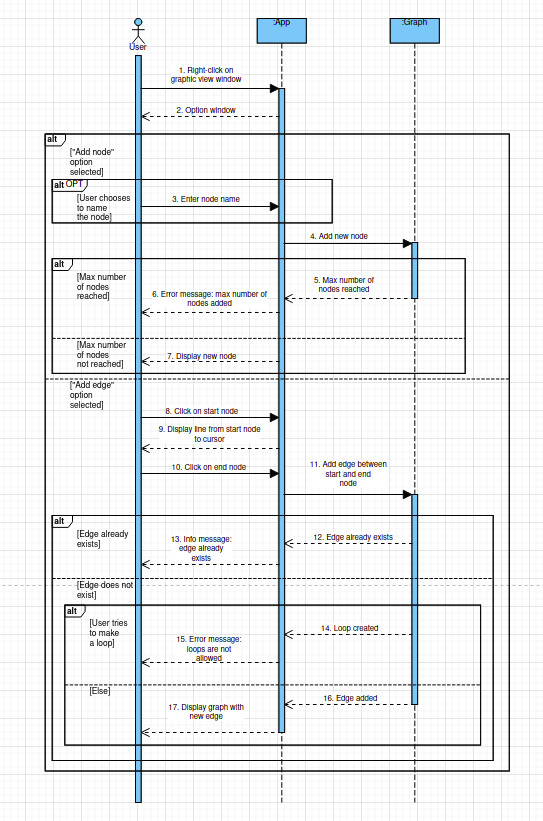 :App
:Graph
User
1. Right-click on
graphic view window
2. Option window
alt
["Add node"
option
selected]
alt OPT
[User chooses
to name
the node]
3. Enter node name
4. Add new node
alt
[Max number
of nodes
reached]
5. Max number of
nodes reached
6. Error message: max number of
nodes added
[Max number
of nodes
not reached]
7. Display new node
["Add edge"
option
selected]
8. Click on start node
9. Display line from start node
to cursor
10. Click on end node
11. Add edge between
start and end
node
alt
[Edge already
exists]
12. Edge already exists
13. Info message:
edge already
exists
[Edge does not
exist]
alt
[User tries
to make
a loop]
14. Loop created
15. Error message:
loops are not
allowed
[Else]
16. Edge added
17. Display graph with
new edge